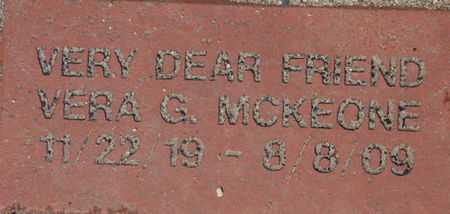 VERY DEAR FRIEND
VERA G. MCKEONE
11/22/19 - 8/8/09